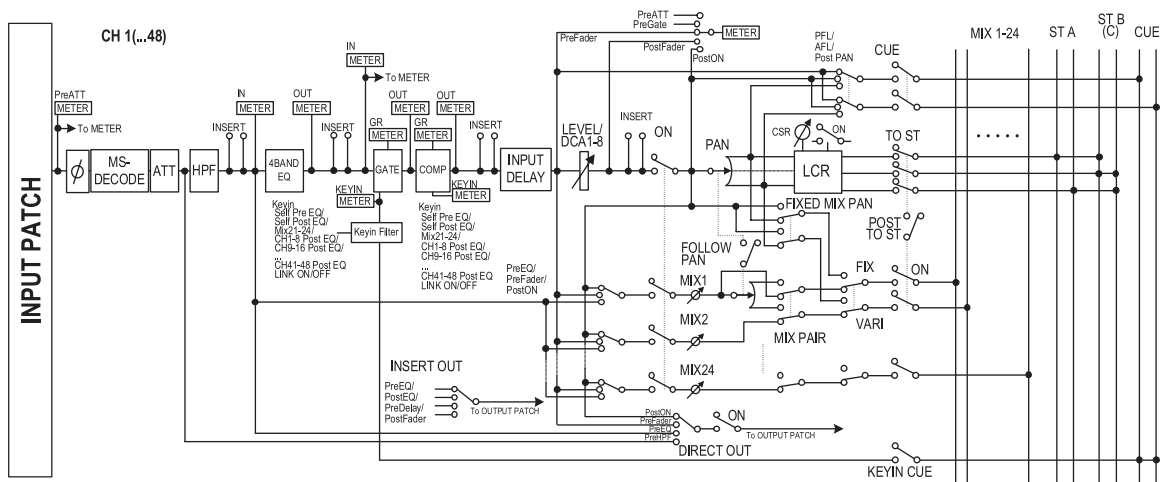 INPUT PATCH
CH 1(...48)
PreATT
METER
To METER
Ø
MS-
DECODE
ATT
HPF
INSERT
IN
METER
4BAND
EQ
OUT
METER
INSERT
IN
METER
To METER
OUT
METER
GR
METER
GATE
KEYIN
METER
Keyin Filter
OUT
METER
GR
METER
COMP
KEYIN
METER
INSERT
INPUT
DELAY
Keyin
Self Pre EQ/
Self Post EQ/
Mix21-24/
CH1-8 Post EQ/
CH9-16 Post EQ/
...
CH41-48 Post EQ
LINK ON/OFF
Keyin
Self Pre EQ/
Self Post EQ/
Mix21-24/
CH1-8 Post EQ/
CH9-16 Post EQ/
...
CH41-48 Post EQ
LINK ON/OFF
PreATT
PreGate
PreFader
METER
PostFader
PostON
LEVEL/
DCA1-8
INSERT
ON
PAN
PFL/
AFL/
Post PAN
CUE
CSR
ON
LCR
TO ST
FIXED MIX PAN
FOLLOW
PAN
POST
TO ST
PreEQ/
PreFader/
PostON
MIX1
MIX2
MIX24
MIX PAIR
FIX
VARI
ON
INSERT OUT
PreEQ/
PostEQ/
PreDelay/
PostFader
To OUTPUT PATCH
PostON
PreFader
PreEQ
PreHPF
ON
To OUTPUT PATCH
DIRECT OUT
KEYIN CUE
MIX 1-24
ST A
ST B
(C)
CUE
.....